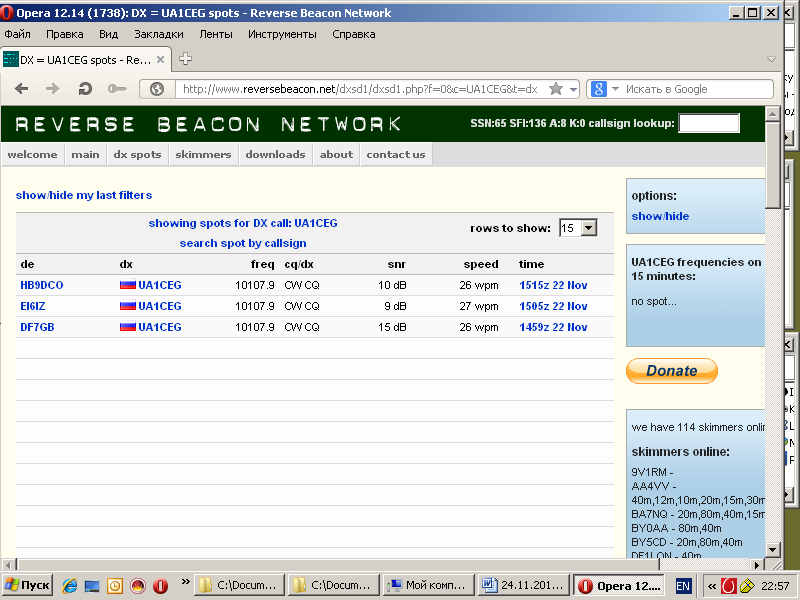 Opera 12.14 (1738): DX = UA1CEG spots - Reverse Beacon Network
Файл Правка Вид Закладки Ленты Инструменты Справка
DX = UA1CEG spots - Re...
http://www.reversebeacon.net/dxsd1/dxsd1.php?f=0&c=UA1CEG&t=dx
Искать в Google
REVERSE BEACON NETWORK
SSN:65 SFI:136 A:8 K:0 callsign lookup:
welcome main dx spots skimmers downloads about contact us
show/hide my last filters
showing spots for DX call: UA1CEG
search spot by callsign
rows to show: 15
de dx freq cq/dx snr speed time
HB9DCO UA1CEG 10107.9 CW CQ 10 dB 26 wpm 1515z 22 Nov
EI6IZ UA1CEG 10107.9 CW CQ 9 dB 27 wpm 1505z 22 Nov
DF7GB UA1CEG 10107.9 CW CQ 15 dB 26 wpm 1459z 22 Nov
options:
show/hide
UA1CEG frequencies on
15 minutes:
no spot...
Donate
we have 114 skimmers onlin
skimmers online:
9V1RM -
AA4VV -
40m,12m,10m,20m,15m,30m
BA7NQ - 20m,80m,40m,15m
BY0AA - 80m,40m
BY5CD - 20m,80m,40m
DF1LON - 40m
Пуск
C:\Docum...
C:\Docum...
Мой комп...
24.11.201...
Opera 12....
EN
22:57